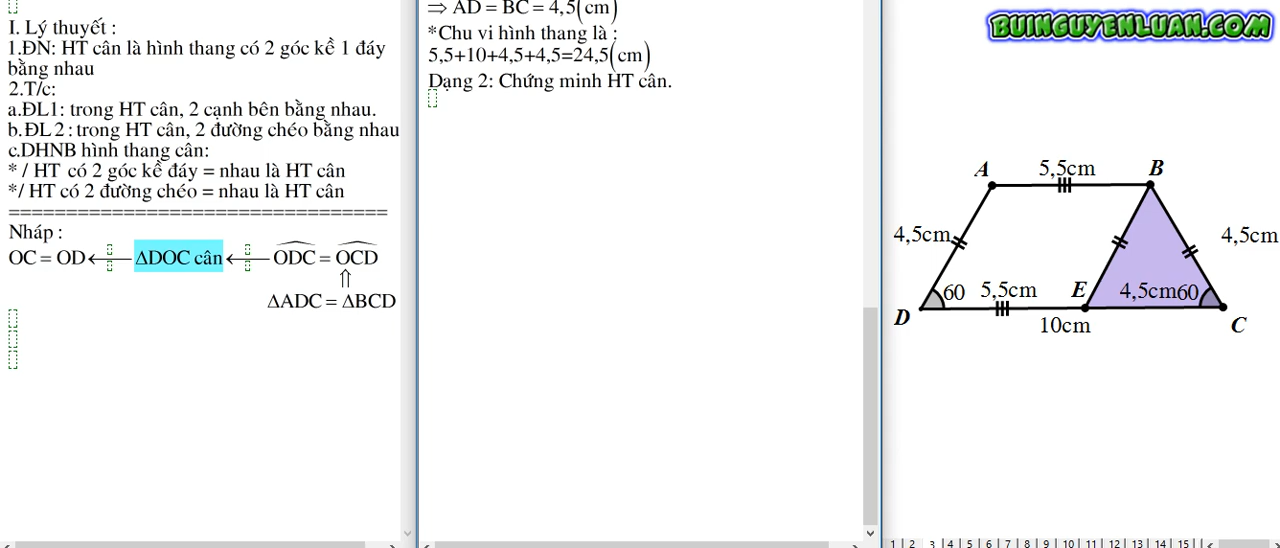 I. Lý thuyết :
1.ĐN: HT cân là hình thang có 2 góc kề 1 đáy
bằng nhau
2.T/c:
a.ĐL1: trong HT cân, 2 cạnh bên bằng nhau.
b.ĐL2: trong HT cân, 2 đường chéo bằng nhau
c.DHNB hình thang cân:
* / HT có 2 góc kề đáy = nhau là HT cân
*/ HT có 2 đường chéo = nhau là HT cân
=================================
Nháp :
OC = OD ⟵ ΔDOC cân ⟵ \widehat{ODC} = \widehat{OCD}
⇑
ΔADC = ΔBCD
⇒ AD = BC = 4,5(cm)
*Chu vi hình thang là :
5,5+10+4,5+4,5=24,5(cm)
Dạng 2: Chứng minh HT cân.
BUINGUYENLUAN.COM
A 5,5cm B
4,5cm 4,5cm
60 5,5cm E 4,5cm 60
D 10cm C
1 | 2 3 | 4 | 5 | 6 | 7 | 8 | 9 | 10 | 11 | 12 | 13 | 14 | 15 |